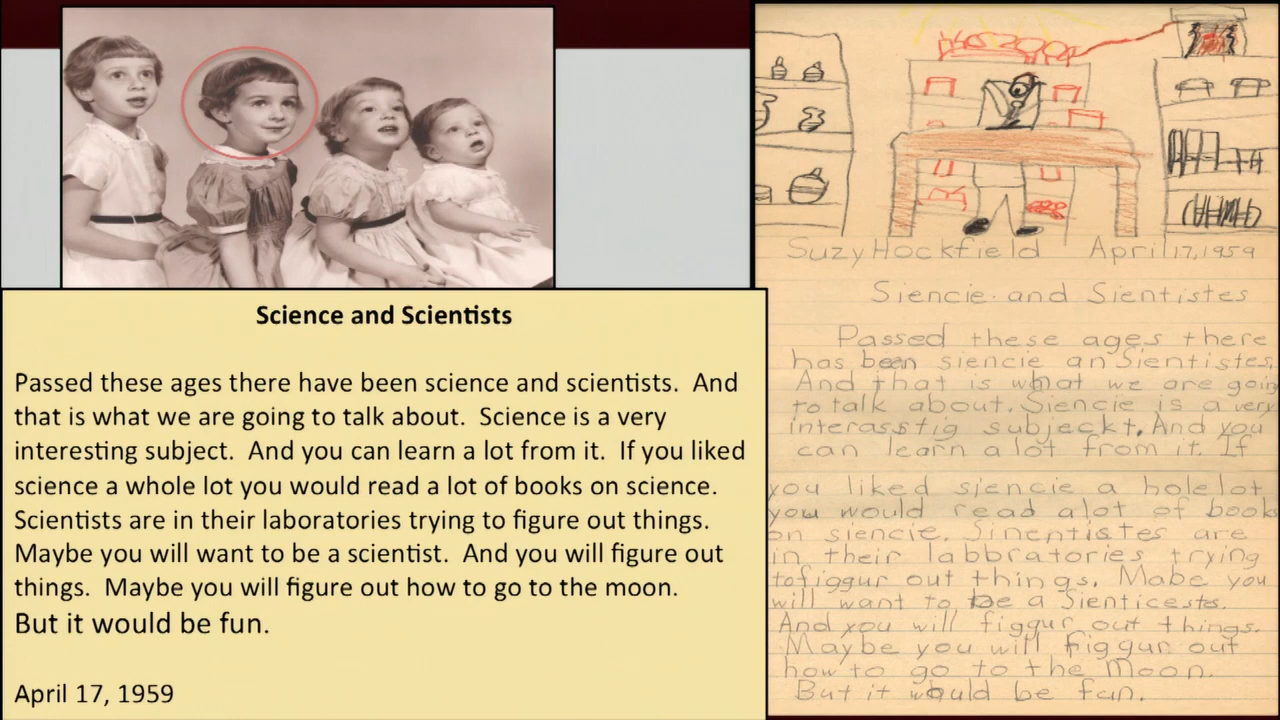 Science and Scientists
Passed these ages there have been science and scientists. And
that is what we are going to talk about. Science is a very
interesting subject. And you can learn a lot from it. If you liked
science a whole lot you would read a lot of books on science.
Scientists are in their laboratories trying to figure out things.
Maybe you will want to be a scientist. And you will figure out
things. Maybe you will figure out how to go to the moon.
But it would be fun.
April 17, 1959
Suzy Hockfield April 17, 1959
Siencie and Sientistes
Passed these ages there
has been siencie an Sientistes,
And that is what we are goin
to talk about. Siencie is a very
interasstig subjeckt. And you
can learn a lot from it. If
you liked siencie a hole lot
you would read alot of book
on siencie. Sinentistes are
in their labbratories trying
to figgur out things. Mabe you
will want to be a Sienticests.
And you will figgur out things.
Maybe you will figgur out
how to go to the Moon.
But it would be fun.